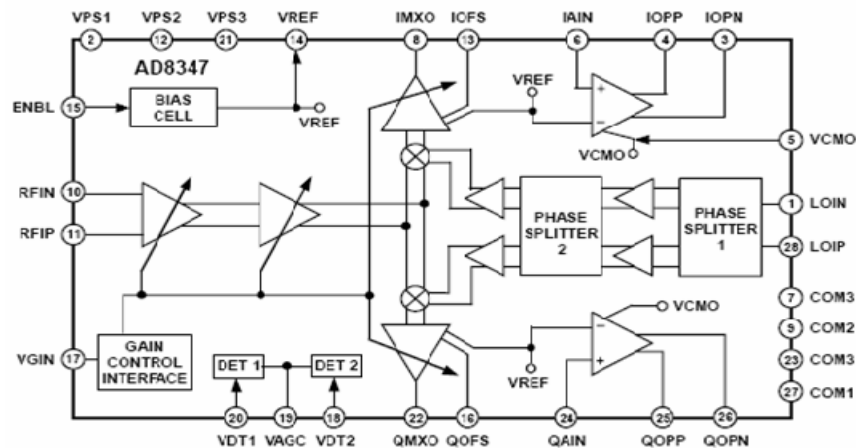 VPS1 VPS2 VPS3 VREF IMXO IOFS IAIN IOPP IOPN
2 12 21 14 8 13 6 4 3
AD8347
ENBL 15
BIAS
CELL
VREF
VREF
+
−
VCMO
5 VCMO
RFIN 10
RFIP 11
PHASE
SPLITTER
2
PHASE
SPLITTER
1
1 LOIN
28 LOIP
7 COM3
9 COM2
23 COM3
27 COM1
VCMO
−
+
VREF
VGIN 17
GAIN
CONTROL
INTERFACE
DET 1
DET 2
20 19 18 22 16 24 25 26
VDT1 VAGC VDT2 QMXO QOFS QAIN QOPP QOPN